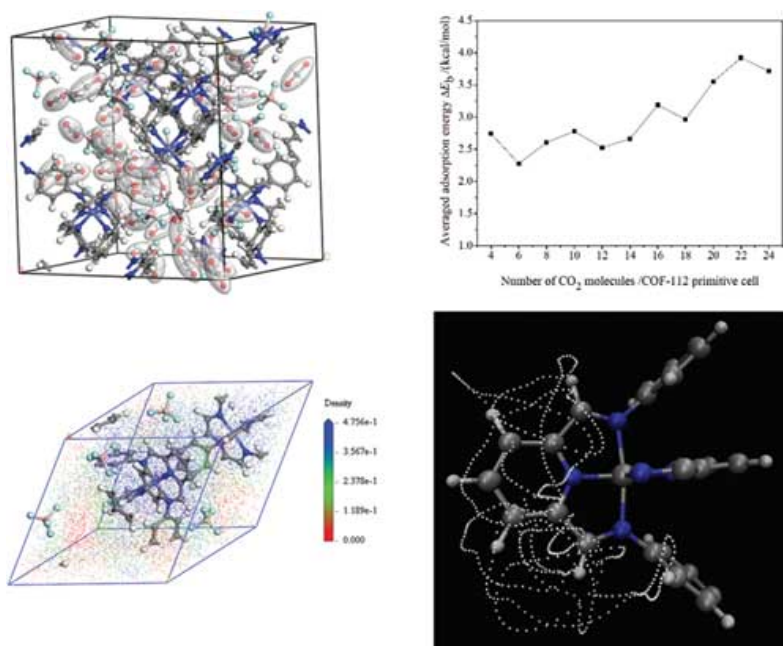 4.5
4.0
3.5
3.0
2.5
2.0
1.5
1.0
Averaged adsorption energy ΔE_b /(kcal/mol)
4 6 8 10 12 14 16 18 20 22 24
Number of CO₂ molecules /COF-112 primitive cell
Density
4.756e-1
3.567e-1
2.378e-1
1.189e-1
0.000